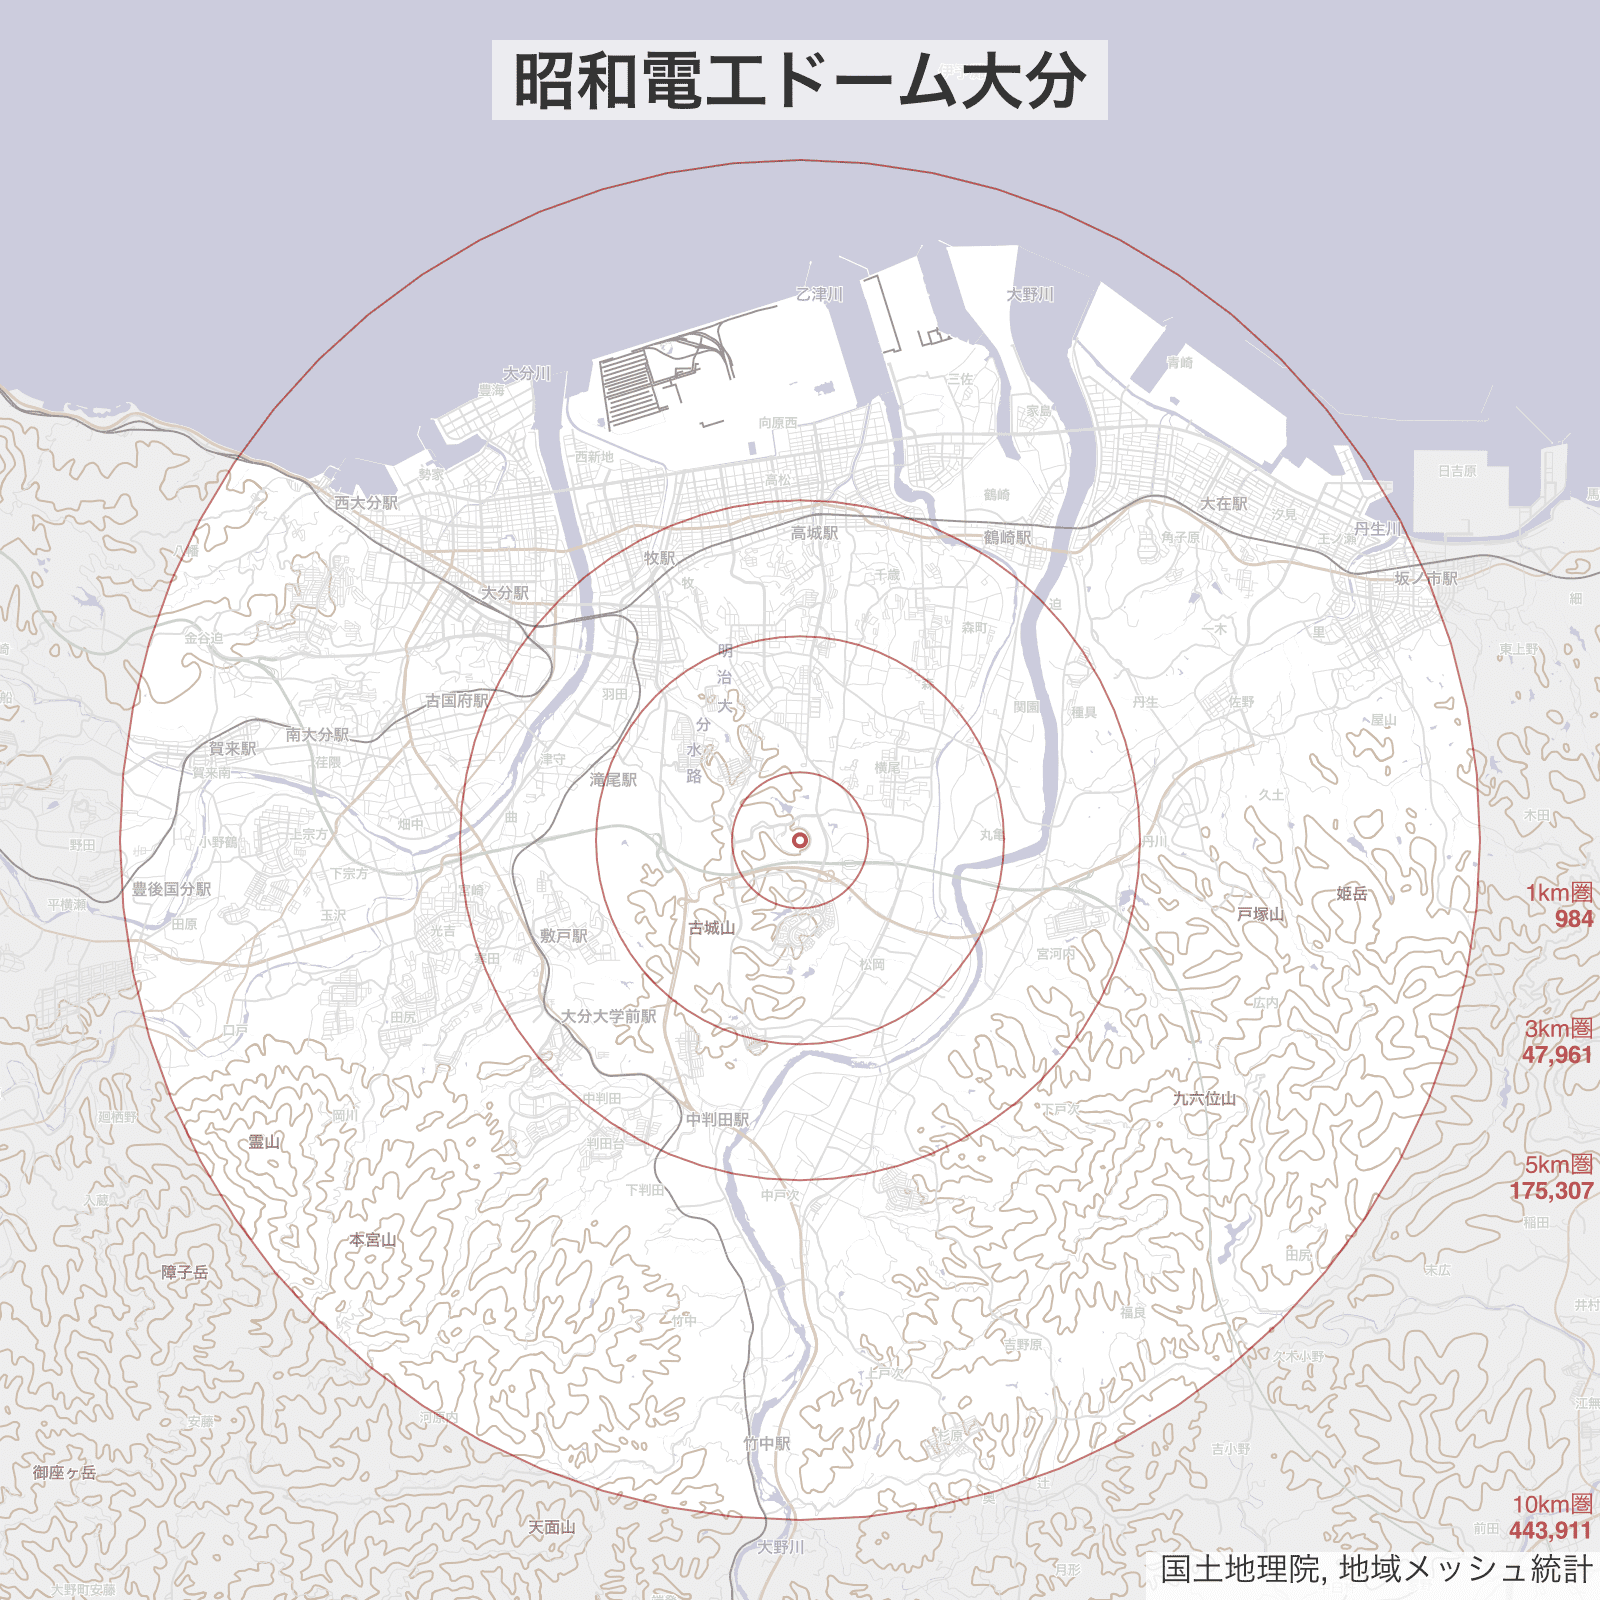 昭和電工ドーム大分
乙津川
大野川
大分川
豊海
青崎
三佐
家島
向原西
西新地
日吉原
勢家
高松
鶴崎
西大分駅
大在駅
汐見
丹生川
王ノ瀬
高城駅
鶴崎駅
角子原
八幡
牧駅
牧
千歳
坂ノ市駅
大分駅
迫
細
森町
一木
里
金谷迫
明治大分水路
東上野
羽田
森
古国府駅
関園
種具
丹生
佐野
屋山
南大分駅
賀来駅
荏隈
津守
賀来南
滝尾駅
横尾
久土
木田
曲
畑中
上宗方
小野鶴
丸亀
丹川
野田
下宗方
豊後国分駅
宮崎
姫岳
1km圏
984
平横瀬
田原
玉沢
光吉
敷戸駅
古城山
戸塚山
窪田
松岡
宮河内
広内
田尻
大分大学前駅
口戸
3km圏
47,961
廻栖野
岡川
中判田
中判田駅
下戸次
九六位山
霊山
判田台
5km圏
175,307
入蔵
下判田
中戸次
稲田
本宮山
田尻
障子岳
末広
竹中
福良
井村
吉野原
久木小野
上戸次
江無
安藤
河原内
竹中駅
杉原
吉小野
御座ヶ岳
辻
奥
10km圏
443,911
天面山
前田
大野川
月形
国土地理院, 地域メッシュ統計
大野町安藤